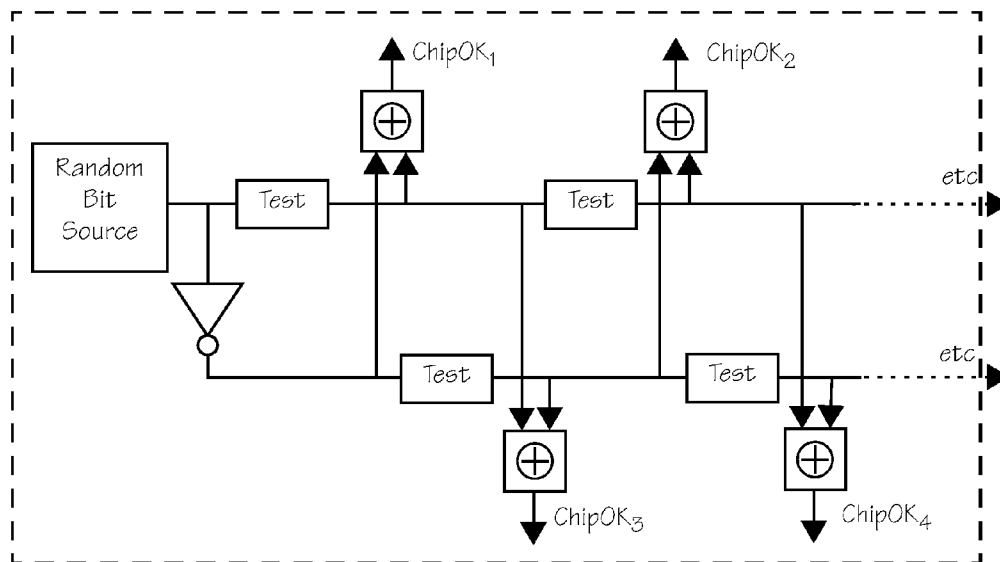 ChipOK1
ChipOK2
Random
Bit
Source
Test
Test
etc
Test
Test
etc
ChipOK3
ChipOK4